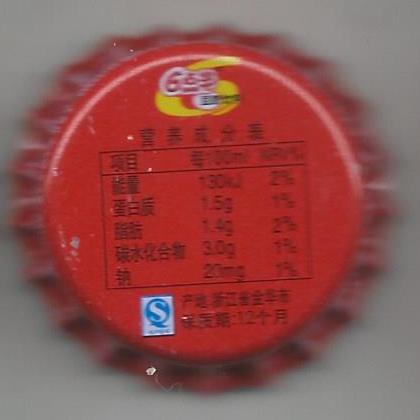 营养成分表
项目 每100ml NRV%
能量 130kJ 2%
蛋白质 1.5g 1%
脂肪 1.4g 2%
碳水化合物 3.0g 1%
钠 20mg 1%
产地:浙江省金华市
保质期:12个月